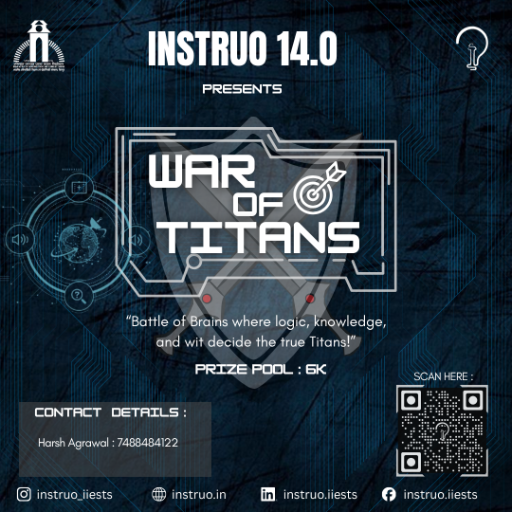 INSTRUO 14.0
PRESENTS
WAR
OF
TITANS
"Battle of Brains where logic, knowledge,
and wit decide the true Titans!"
PRIZE POOL : 6K
SCAN HERE :
CONTACT DETAILS :
Harsh Agrawal : 7488484122
instruo_iiests
instruo.in
instruo.iiests
instruo.iiests